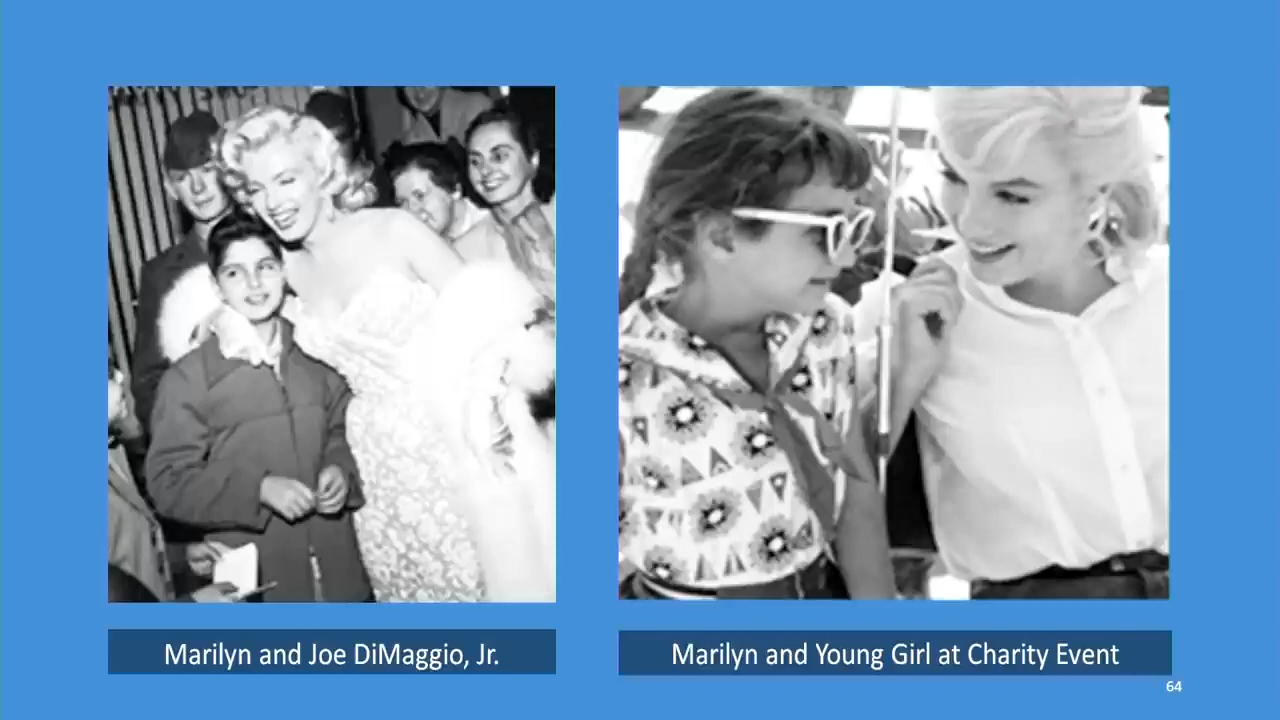 Marilyn and Joe DiMaggio, Jr.
Marilyn and Young Girl at Charity Event
64